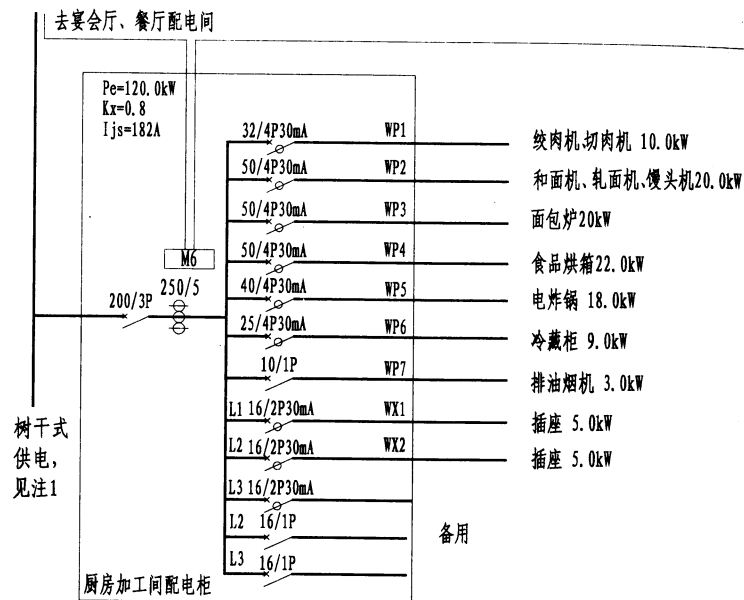 去宴会厅、餐厅配电间
Pe=120.0kW
Kx=0.8
Ijs=182A
32/4P30mA WP1 绞肉机、切肉机 10.0kW
50/4P30mA WP2 和面机、轧面机、馒头机20.0kW
50/4P30mA WP3 面包炉20kW
50/4P30mA WP4 食品烘箱22.0kW
M6
250/5
200/3P
40/4P30mA WP5 电炸锅 18.0kW
25/4P30mA WP6 冷藏柜 9.0kW
10/1P WP7 排油烟机 3.0kW
L1 16/2P30mA WX1 插座 5.0kW
L2 16/2P30mA WX2 插座 5.0kW
L3 16/2P30mA
L2 16/1P
备用
L3 16/1P
树干式
供电，
见注1
厨房加工间配电柜